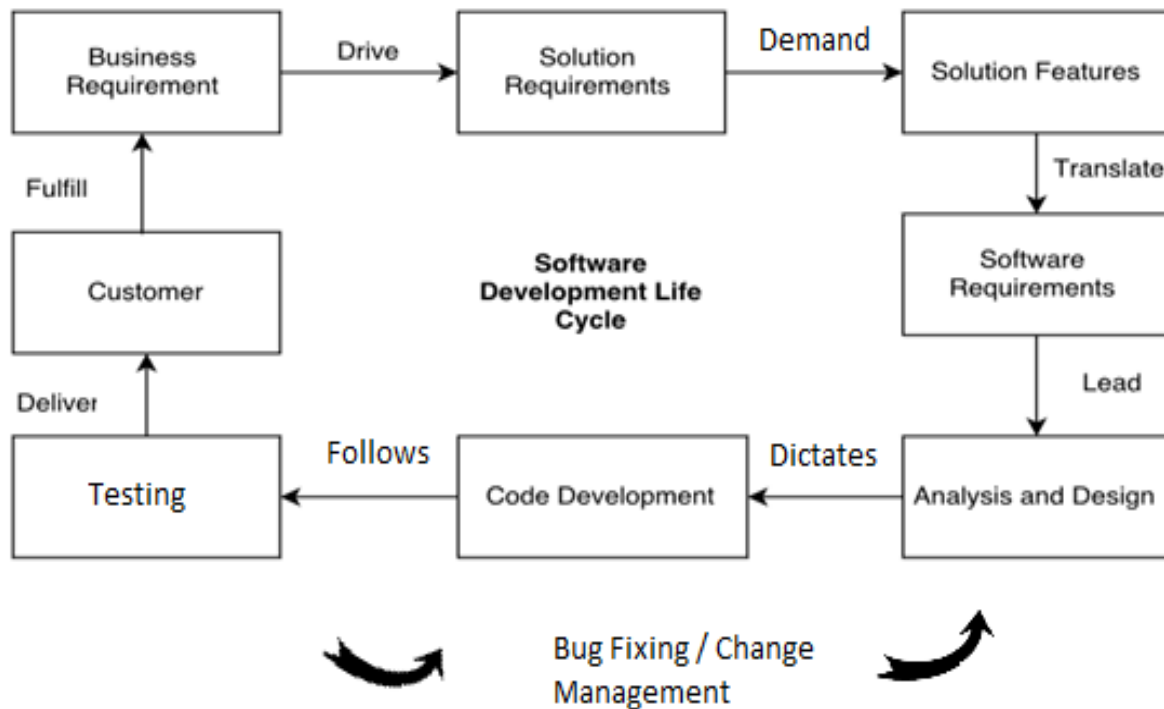 Business
Requirement
Drive
Solution
Requirements
Demand
Solution Features
Translate
Fulfill
Customer
Software
Development Life
Cycle
Software
Requirements
Lead
Deliver
Testing
Follows
Code Development
Dictates
Analysis and Design
Bug Fixing / Change
Management